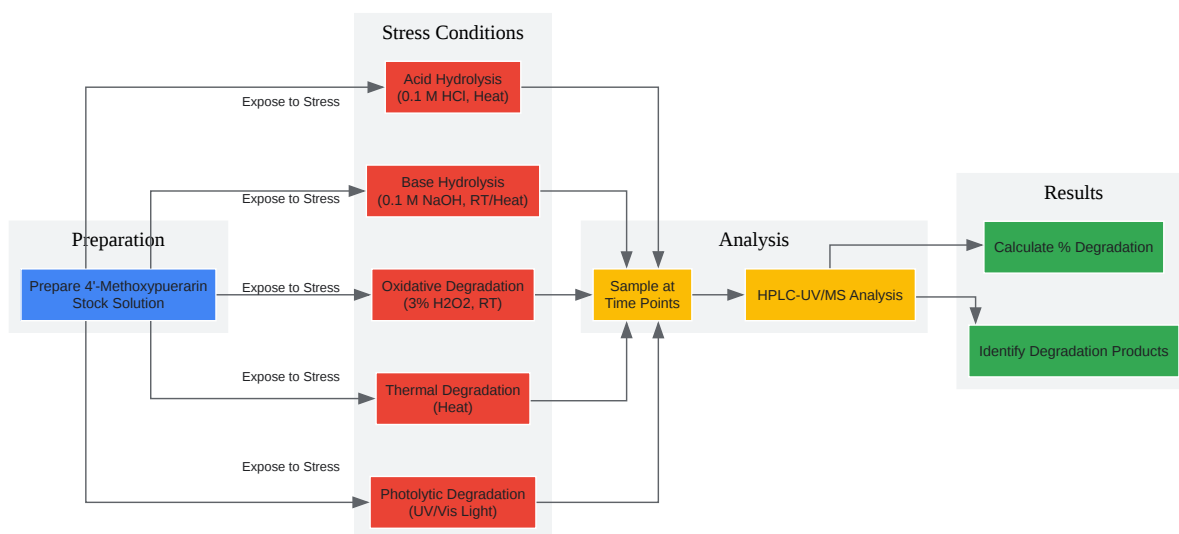 Stress Conditions
Acid Hydrolysis
(0.1 M HCl, Heat)
Expose to Stress
Base Hydrolysis
(0.1 M NaOH, RT/Heat)
Expose to Stress
Preparation
Prepare 4'-Methoxypuerarin
Stock Solution
Expose to Stress
Oxidative Degradation
(3% H2O2, RT)
Expose to Stress
Thermal Degradation
(Heat)
Expose to Stress
Photolytic Degradation
(UV/Vis Light)
Analysis
Sample at
Time Points
HPLC-UV/MS Analysis
Results
Calculate % Degradation
Identify Degradation Products